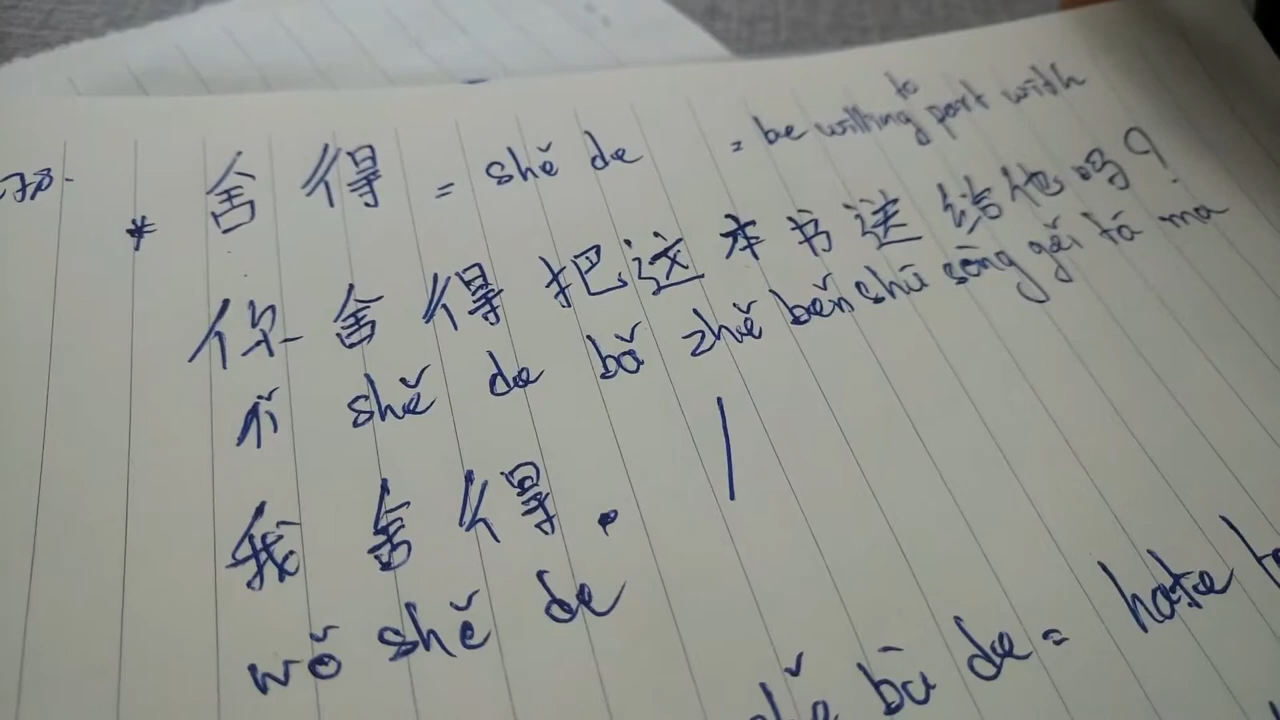 * 舍得 = shě de = be willing to part with
你舍得把这本书送给他吗?
nǐ shě de bǎ zhě běn shū sòng gěi tā ma
我舍得.
wǒ shě de
bù de = hate